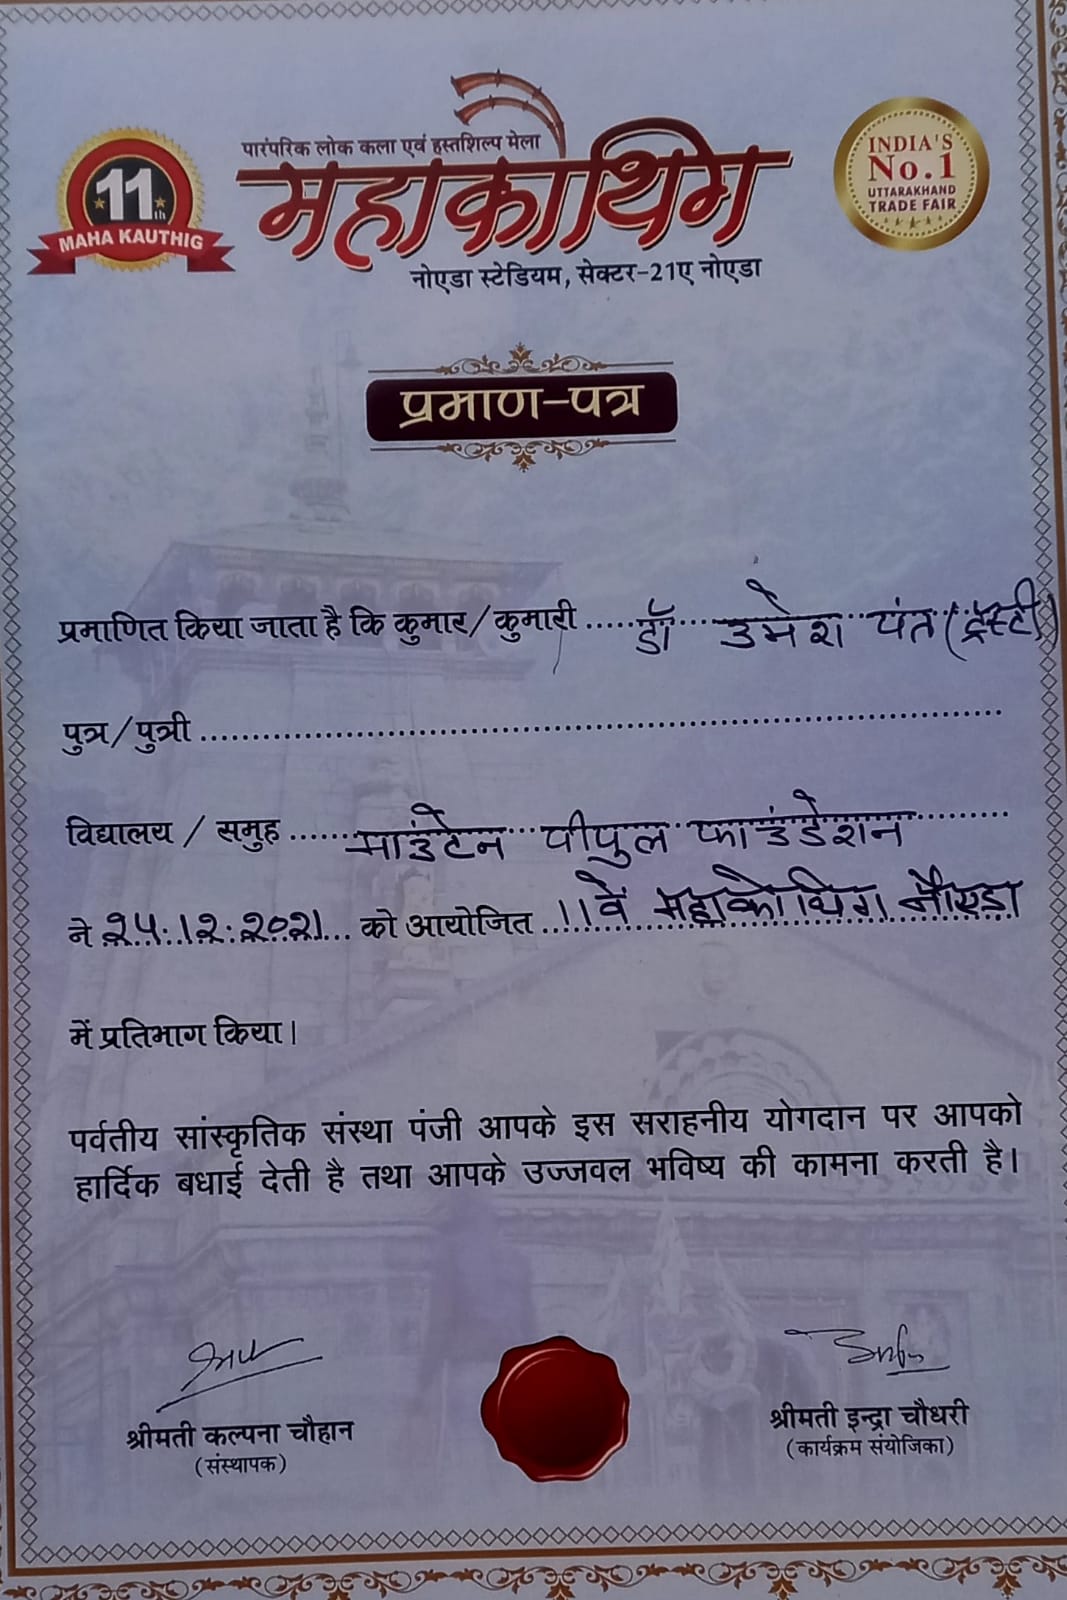 पारंपरिक लोक कला एवं हस्तशिल्प मेला
महाकौथिग
नोएडा स्टेडियम, सेक्टर-21ए नोएडा
11th
MAHA KAUTHIG
INDIA'S
No.1
UTTARAKHAND
TRADE FAIR
प्रमाण-पत्र
प्रमाणित किया जाता है कि कुमार/कुमारी डॉ उमेश पंत (ट्रस्टी)
पुत्र/पुत्री
विद्यालय / समुह माउंटेन पीपुल फाउंडेशन
ने 25.12.2021 को आयोजित 11वें महाकौथिग नौएडा
में प्रतिभाग किया।
पर्वतीय सांस्कृतिक संस्था पंजी आपके इस सराहनीय योगदान पर आपको
हार्दिक बधाई देती है तथा आपके उज्जवल भविष्य की कामना करती है।
श्रीमती कल्पना चौहान
(संस्थापक)
श्रीमती इन्द्रा चौधरी
(कार्यक्रम संयोजिका)